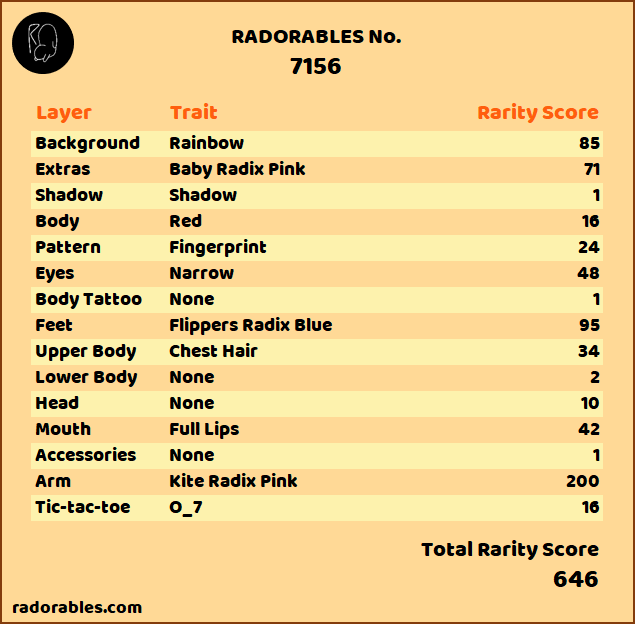 RADORABLES No.
7156
Layer Trait Rarity Score
Background Rainbow 85
Extras Baby Radix Pink 71
Shadow Shadow 1
Body Red 16
Pattern Fingerprint 24
Eyes Narrow 48
Body Tattoo None 1
Feet Flippers Radix Blue 95
Upper Body Chest Hair 34
Lower Body None 2
Head None 10
Mouth Full Lips 42
Accessories None 1
Arm Kite Radix Pink 200
Tic-tac-toe O_7 16
Total Rarity Score
646
radorables.com